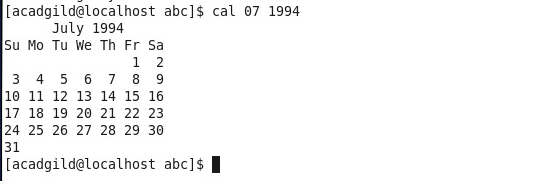 [acadgild@localhost abc]$ cal 07 1994
      July 1994
Su Mo Tu We Th Fr Sa
                1  2
 3  4  5  6  7  8  9
10 11 12 13 14 15 16
17 18 19 20 21 22 23
24 25 26 27 28 29 30
31
[acadgild@localhost abc]$